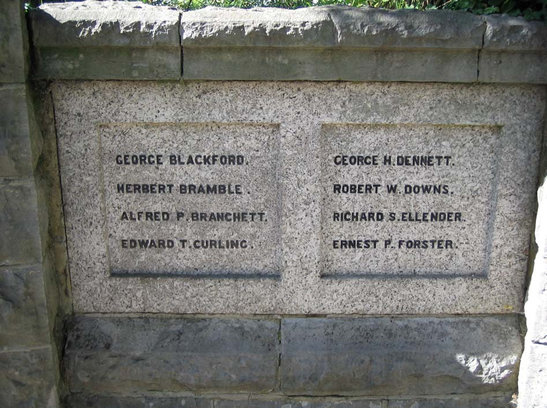 GEORGE BLACKFORD.
HERBERT BRAMBLE.
ALFRED P. BRANCHETT.
EDWARD T. CURLING.
GEORGE H. DENNETT.
ROBERT W. DOWNS.
RICHARD S. ELLENDER.
ERNEST P. FORSTER.